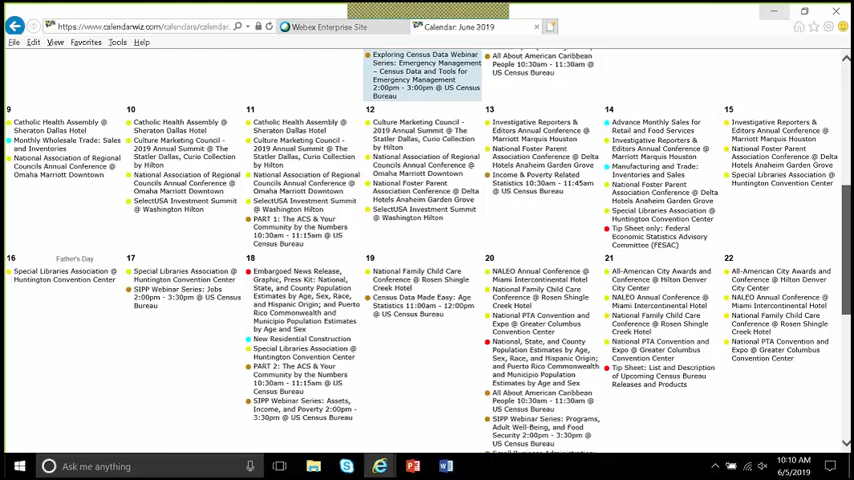 https://www.calendarwiz.com/calendars/calendar.
Webex Enterprise Site
Calendar: June 2019
File Edit View Favorites Tools Help
Exploring Census Data Webinar
Series: Emergency Management
– Census Data and Tools for
Emergency Management
2:00pm - 3:00pm @ US Census
Bureau
All About American Caribbean
People 10:30am - 11:30am @
US Census Bureau
9
Catholic Health Assembly @
Sheraton Dallas Hotel
Monthly Wholesale Trade: Sales
and Inventories
National Association of Regional
Councils Annual Conference @
Omaha Marriott Downtown
10
Catholic Health Assembly @
Sheraton Dallas Hotel
Culture Marketing Council -
2019 Annual Summit @ The
Statler Dallas, Curio Collection
by Hilton
National Association of Regional
Councils Annual Conference @
Omaha Marriott Downtown
SelectUSA Investment Summit
@ Washington Hilton
11
Catholic Health Assembly @
Sheraton Dallas Hotel
Culture Marketing Council -
2019 Annual Summit @ The
Statler Dallas, Curio Collection
by Hilton
National Association of Regional
Councils Annual Conference @
Omaha Marriott Downtown
SelectUSA Investment Summit
@ Washington Hilton
PART 1: The ACS & Your
Community by the Numbers
10:30am - 11:15am @ US
Census Bureau
12
Culture Marketing Council -
2019 Annual Summit @ The
Statler Dallas, Curio Collection
by Hilton
National Association of Regional
Councils Annual Conference @
Omaha Marriott Downtown
National Foster Parent
Association Conference @ Delta
Hotels Anaheim Garden Grove
SelectUSA Investment Summit
@ Washington Hilton
13
Investigative Reporters &
Editors Annual Conference @
Marriott Marquis Houston
National Foster Parent
Association Conference @ Delta
Hotels Anaheim Garden Grove
Income & Poverty Related
Statistics 10:30am - 11:45am
@ US Census Bureau
14
Advance Monthly Sales for
Retail and Food Services
Investigative Reporters &
Editors Annual Conference @
Marriott Marquis Houston
Manufacturing and Trade:
Inventories and Sales
National Foster Parent
Association Conference @ Delta
Hotels Anaheim Garden Grove
Special Libraries Association @
Huntington Convention Center
Tip Sheet only: Federal
Economic Statistics Advisory
Committee (FESAC)
15
Investigative Reporters &
Editors Annual Conference @
Marriott Marquis Houston
National Foster Parent
Association Conference @ Delta
Hotels Anaheim Garden Grove
Special Libraries Association @
Huntington Convention Center
16 Father's Day
Special Libraries Association @
Huntington Convention Center
17
Special Libraries Association @
Huntington Convention Center
SIPP Webinar Series: Jobs
2:00pm - 3:30pm @ US Census
Bureau
18
Embargoed News Release,
Graphic, Press Kit: National,
State, and County Population
Estimates by Age, Sex, Race,
and Hispanic Origin; and Puerto
Rico Commonwealth and
Municipio Population Estimates
by Age and Sex
New Residential Construction
Special Libraries Association @
Huntington Convention Center
PART 2: The ACS & Your
Community by the Numbers
10:30am - 11:15am @ US
Census Bureau
SIPP Webinar Series: Assets,
Income, and Poverty 2:00pm -
3:30pm @ US Census Bureau
19
National Family Child Care
Conference @ Rosen Shingle
Creek Hotel
Census Data Made Easy: Age
Statistics 11:00am - 12:00pm
@ US Census Bureau
20
NALEO Annual Conference @
Miami Intercontinental Hotel
National Family Child Care
Conference @ Rosen Shingle
Creek Hotel
National PTA Convention and
Expo @ Greater Columbus
Convention Center
National, State, and County
Population Estimates by Age,
Sex, Race, and Hispanic Origin;
and Puerto Rico Commonwealth
and Municipio Population
Estimates by Age and Sex
All About American Caribbean
People 10:30am - 11:30am @
US Census Bureau
SIPP Webinar Series: Programs,
Adult Well-Being, and Food
Security 2:00 pm - 3:30pm @
US Census Bureau
Small Business Administration
21
All-American City Awards and
Conference @ Hilton Denver
City Center
NALEO Annual Conference @
Miami Intercontinental Hotel
National Family Child Care
Conference @ Rosen Shingle
Creek Hotel
National PTA Convention and
Expo @ Greater Columbus
Convention Center
Tip Sheet: List and Description
of Upcoming Census Bureau
Releases and Products
22
All-American City Awards and
Conference @ Hilton Denver
City Center
NALEO Annual Conference @
Miami Intercontinental Hotel
National Family Child Care
Conference @ Rosen Shingle
Creek Hotel
National PTA Convention and
Expo @ Greater Columbus
Convention Center
Ask me anything
10:10 AM
6/5/2019